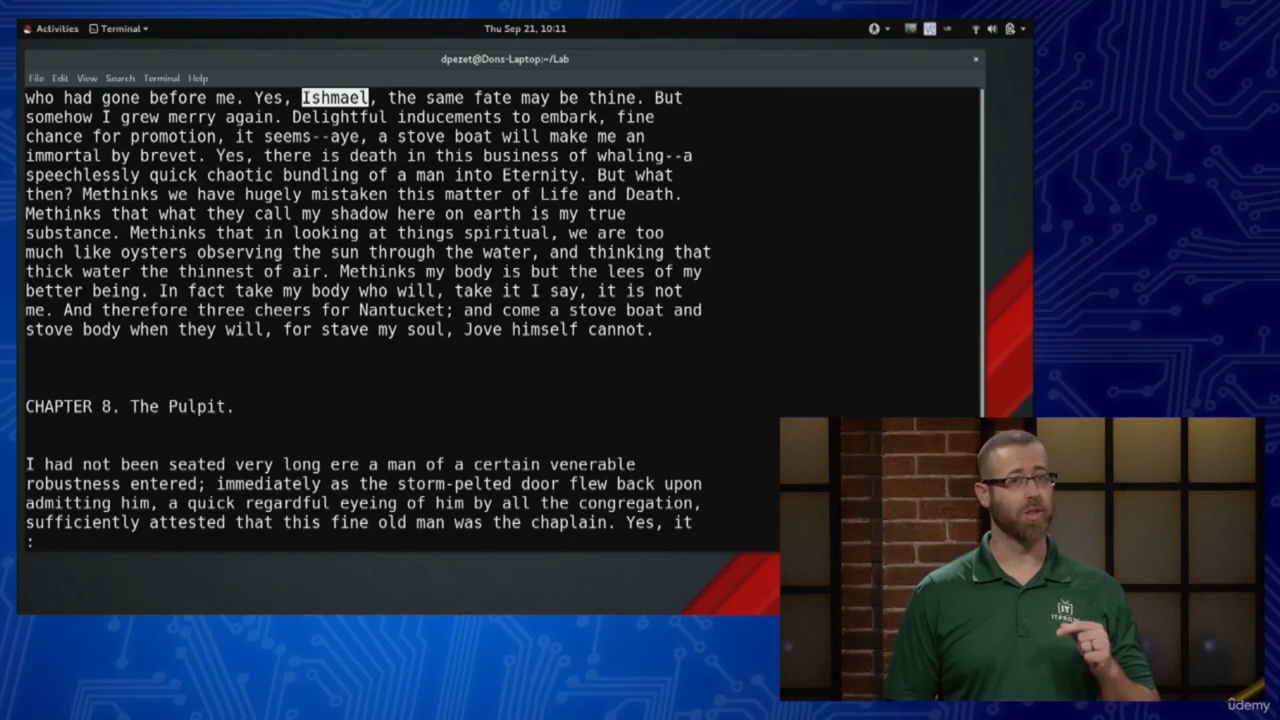 Activities Terminal Thu Sep 21, 10:11
dpezet@Dons-Laptop:~/Lab
File Edit View Search Terminal Help
who had gone before me. Yes, Ishmael, the same fate may be thine. But
somehow I grew merry again. Delightful inducements to embark, fine
chance for promotion, it seems--aye, a stove boat will make me an
immortal by brevet. Yes, there is death in this business of whaling--a
speechlessly quick chaotic bundling of a man into Eternity. But what
then? Methinks we have hugely mistaken this matter of Life and Death.
Methinks that what they call my shadow here on earth is my true
substance. Methinks that in looking at things spiritual, we are too
much like oysters observing the sun through the water, and thinking that
thick water the thinnest of air. Methinks my body is but the lees of my
better being. In fact take my body who will, take it I say, it is not
me. And therefore three cheers for Nantucket; and come a stove boat and
stove body when they will, for stave my soul, Jove himself cannot.
CHAPTER 8. The Pulpit.
I had not been seated very long ere a man of a certain venerable
robustness entered; immediately as the storm-pelted door flew back upon
admitting him, a quick regardful eyeing of him by all the congregation,
sufficiently attested that this fine old man was the chaplain. Yes, it
:
IT
udemy